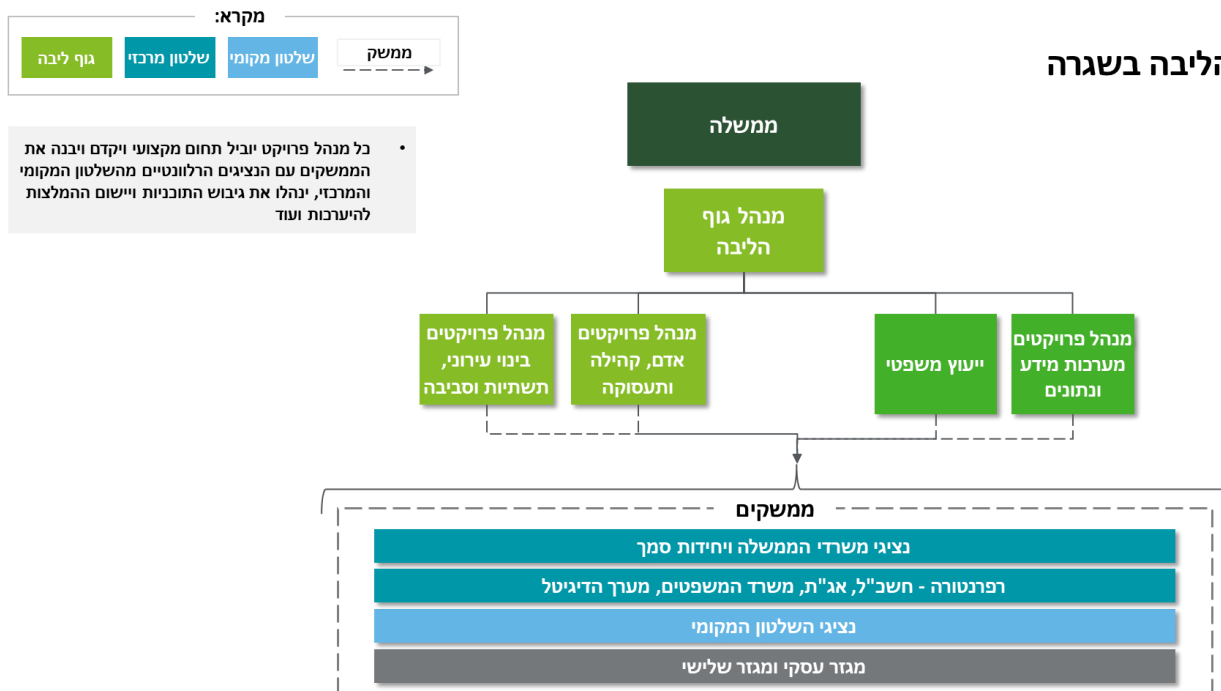 הליבה בשגרה
מקרא:
ממשק
שלטון מקומי
שלטון מרכזי
גוף ליבה
• כל מנהל פרויקט יוביל תחום מקצועי ויקדם ויבנה את
הממשקים עם הנציגים הרלוונטיים מהשלטון המקומי
והמרכזי, ינהלו את גיבוש התוכניות ויישום ההמלצות
להיערכות ועוד
ממשלה
מנהל גוף
הליבה
מנהל פרויקטים
מערכות מידע
ונתונים
ייעוץ משפטי
מנהל פרויקטים
אדם, קהילה
ותעסוקה
מנהל פרויקטים
בינוי עירוני,
תשתיות וסביבה
ממשקים
נציגי משרדי הממשלה ויחידות סמך
רפרנטורה - חשכ"ל, אג"ת, משרד המשפטים, מערך הדיגיטל
נציגי השלטון המקומי
מגזר עסקי ומגזר שלישי